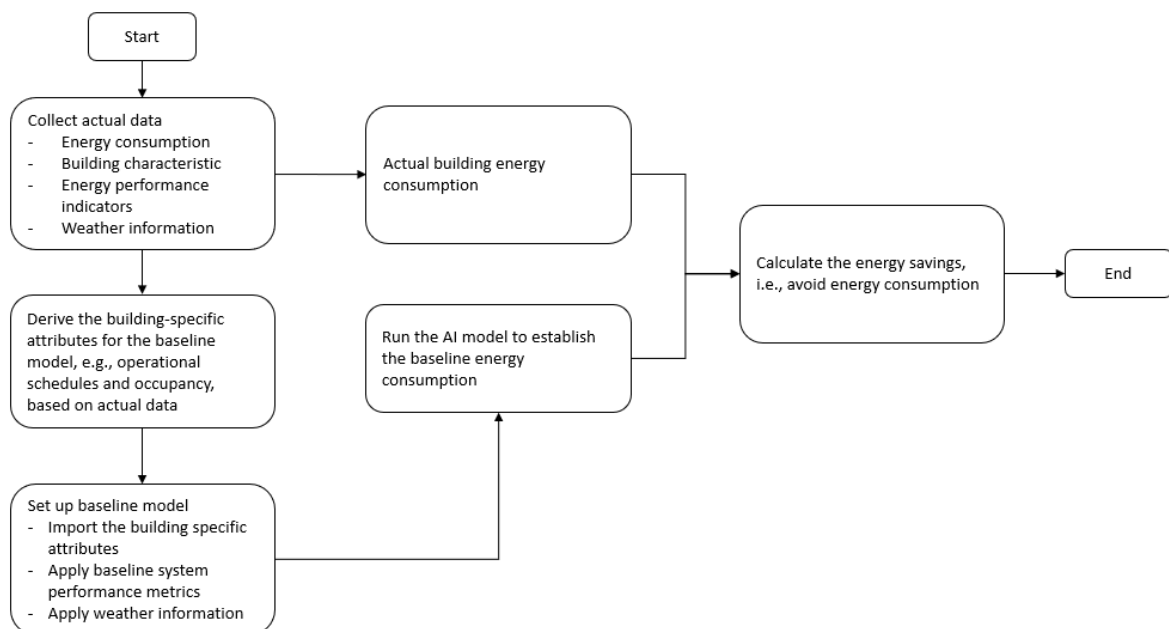 Start
Collect actual data
- Energy consumption
- Building characteristic
- Energy performance
indicators
- Weather information
Actual building energy
consumption
Derive the building-specific
attributes for the baseline
model, e.g., operational
schedules and occupancy,
based on actual data
Run the AI model to establish
the baseline energy
consumption
Calculate the energy savings,
i.e., avoid energy consumption
End
Set up baseline model
- Import the building specific
attributes
- Apply baseline system
performance metrics
- Apply weather information